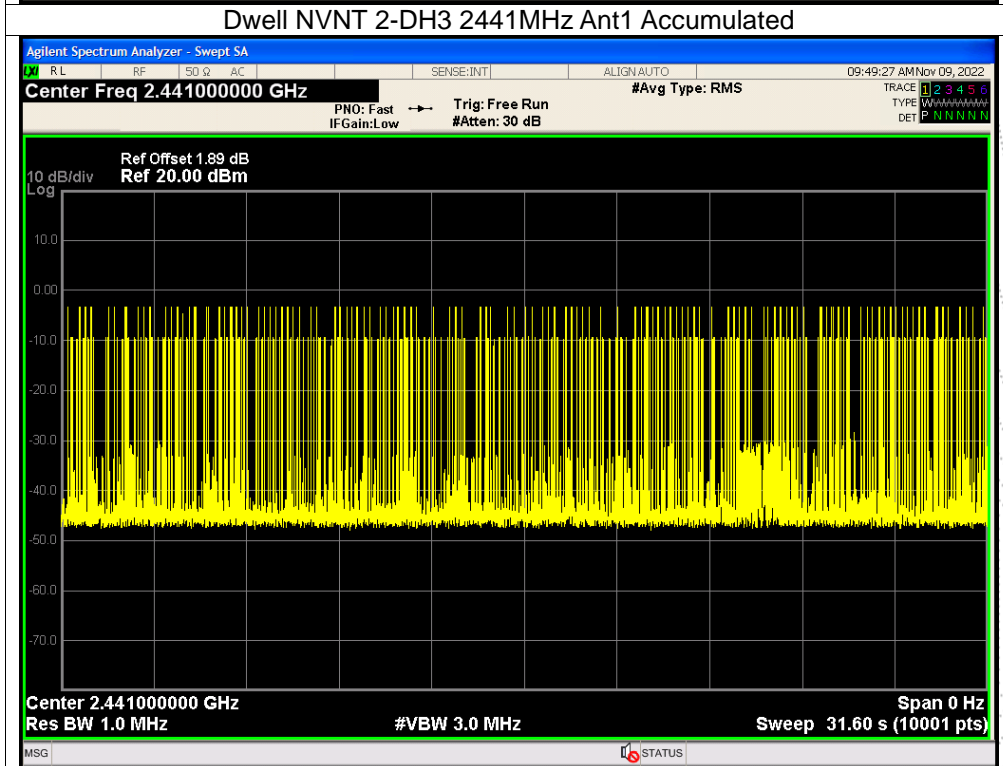 Dwell NVNT 2-DH3 2441MHz Ant1 Accumulated
Agilent Spectrum Analyzer - Swept SA
LXI RL RF 50 Ω AC SENSE:INT ALIGNAUTO 09:49:27 AM Nov 09, 2022
Center Freq 2.441000000 GHz #Avg Type: RMS TRACE 1 2 3 4 5 6
PNO: Fast Trig: Free Run TYPE WWWWWW
IFGain:Low #Atten: 30 dB DET P N N N N N
Ref Offset 1.89 dB
10 dB/div Ref 20.00 dBm
Log
10.0
0.00
-10.0
-20.0
-30.0
-40.0
-50.0
-60.0
-70.0
Center 2.441000000 GHz Span 0 Hz
Res BW 1.0 MHz #VBW 3.0 MHz Sweep 31.60 s (10001 pts)
MSG STATUS